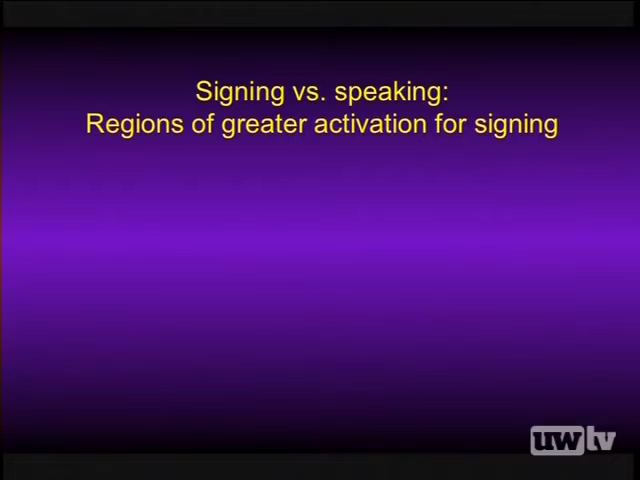 Signing vs. speaking:
Regions of greater activation for signing
uwtv